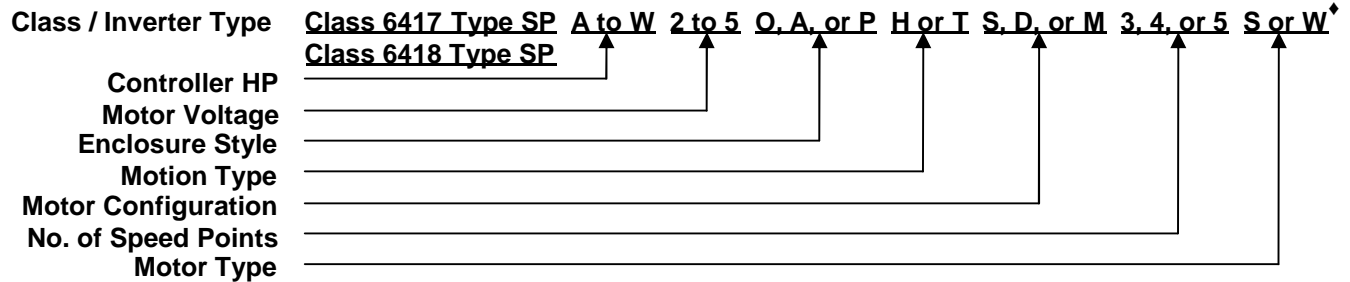 Class / Inverter Type Class 6417 Type SP A to W 2 to 5 O, A, or P H or T S, D, or M 3, 4, or 5 S or W♦
Class 6418 Type SP
Controller HP
Motor Voltage
Enclosure Style
Motion Type
Motor Configuration
No. of Speed Points
Motor Type